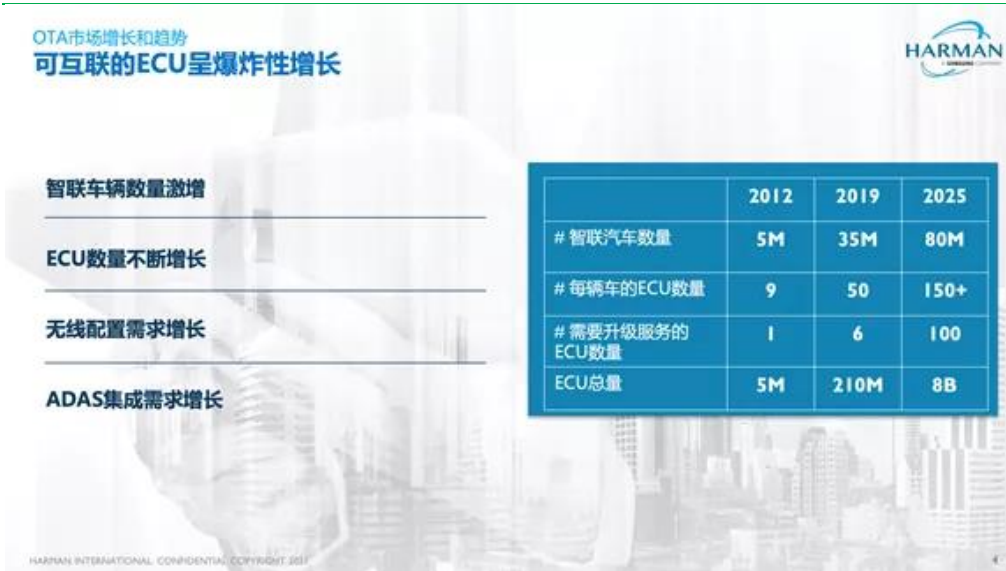 OTA市场增长和趋势
可互联的ECU呈爆炸性增长
HARMAN
A SAMSUNG COMPANY
智联车辆数量激增
ECU数量不断增长
无线配置需求增长
ADAS集成需求增长
2012 2019 2025
# 智联汽车数量 5M 35M 80M
# 每辆车的ECU数量 9 50 150+
# 需要升级服务的
ECU数量 1 6 100
ECU总量 5M 210M 8B
HARMAN INTERNATIONAL. CONFIDENTIAL. COPYRIGHT